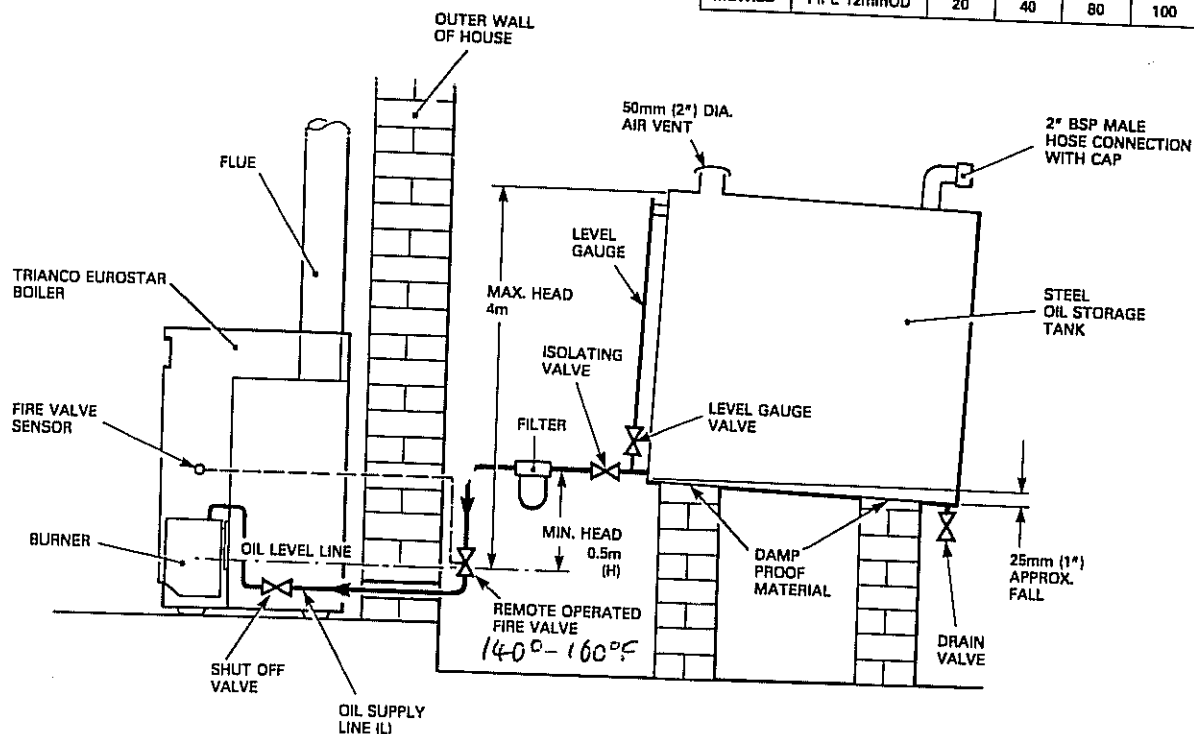 PIPE 12mmOD 20 40 80 100
OUTER WALL
OF HOUSE
50mm (2") DIA.
AIR VENT
2" BSP MALE
HOSE CONNECTION
WITH CAP
FLUE
LEVEL
GAUGE
TRIANCO EUROSTAR
BOILER
MAX. HEAD
4m
STEEL
OIL STORAGE
TANK
ISOLATING
VALVE
FIRE VALVE
SENSOR
FILTER
LEVEL GAUGE
VALVE
BURNER
OIL LEVEL LINE
MIN. HEAD
0.5m
(H)
DAMP
PROOF
MATERIAL
25mm (1")
APPROX.
FALL
REMOTE OPERATED
FIRE VALVE
140°-160°F
DRAIN
VALVE
SHUT OFF
VALVE
OIL SUPPLY
LINE (L)